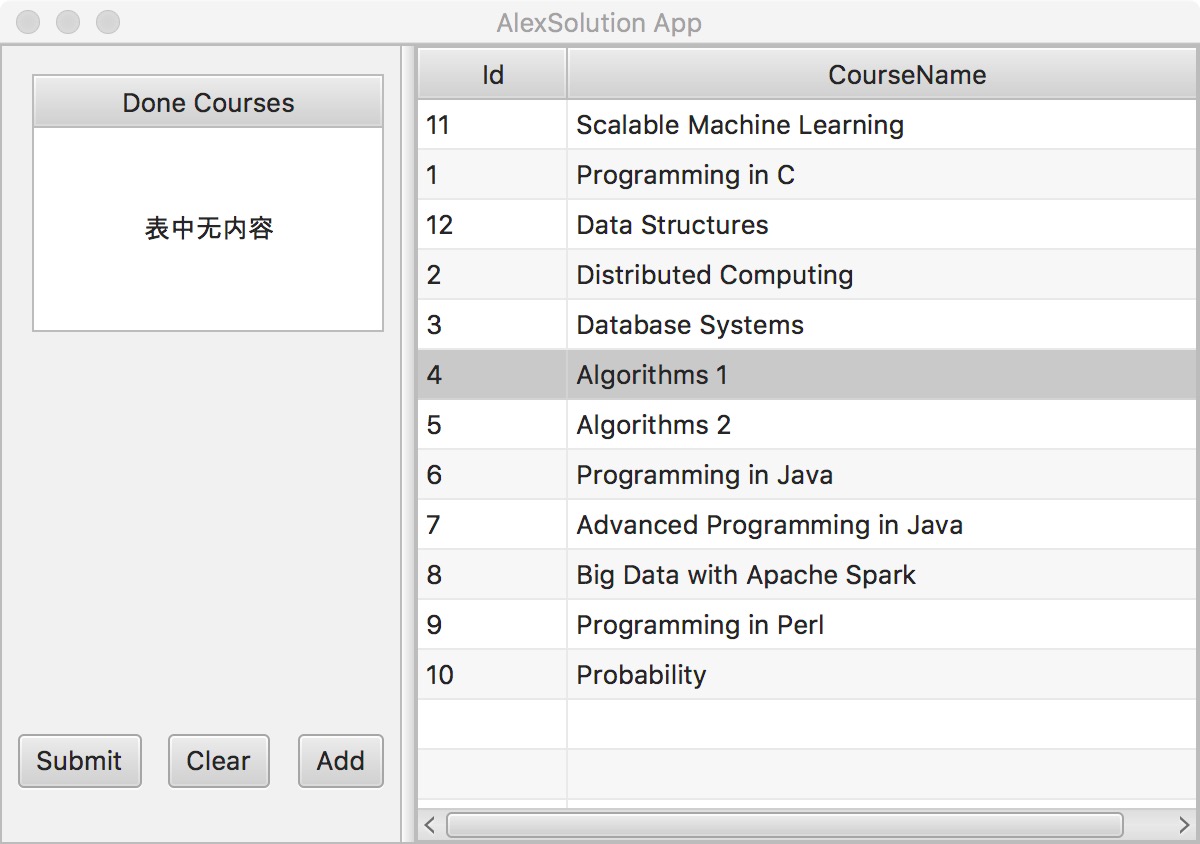 AlexSolution App
Done Courses
表中无内容
Submit Clear Add
Id CourseName
11 Scalable Machine Learning
1 Programming in C
12 Data Structures
2 Distributed Computing
3 Database Systems
4 Algorithms 1
5 Algorithms 2
6 Programming in Java
7 Advanced Programming in Java
8 Big Data with Apache Spark
9 Programming in Perl
10 Probability